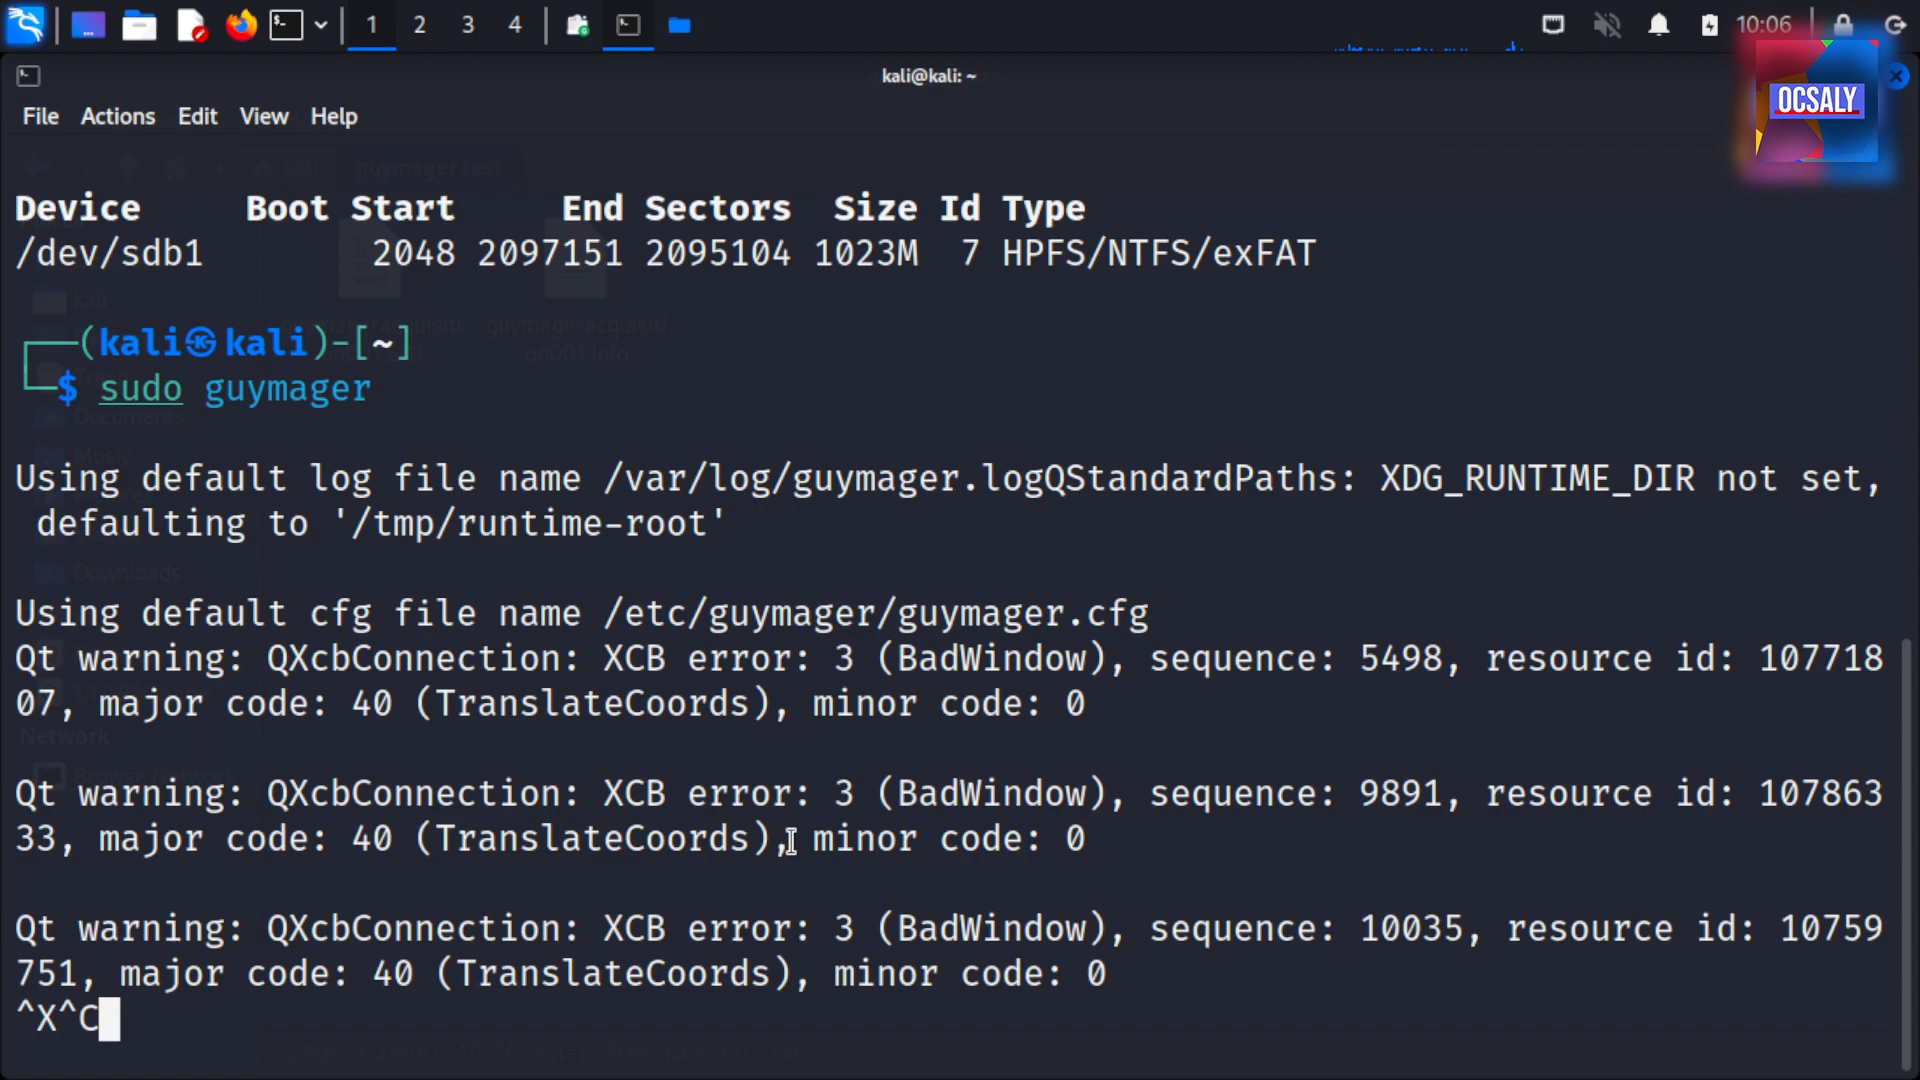 1 2 3 4 10:06
kali@kali: ~
OCSALY
File Actions Edit View Help
Device Boot Start End Sectors Size Id Type
/dev/sdb1 2048 2097151 2095104 1023M 7 HPFS/NTFS/exFAT
(kali㉿kali)-[~]
$ sudo guymager
Using default log file name /var/log/guymager.logQStandardPaths: XDG_RUNTIME_DIR not set,
defaulting to '/tmp/runtime-root'
Using default cfg file name /etc/guymager/guymager.cfg
Qt warning: QXcbConnection: XCB error: 3 (BadWindow), sequence: 5498, resource id: 107718
07, major code: 40 (TranslateCoords), minor code: 0
Qt warning: QXcbConnection: XCB error: 3 (BadWindow), sequence: 9891, resource id: 107863
33, major code: 40 (TranslateCoords), minor code: 0
Qt warning: QXcbConnection: XCB error: 3 (BadWindow), sequence: 10035, resource id: 10759
751, major code: 40 (TranslateCoords), minor code: 0
^X^C